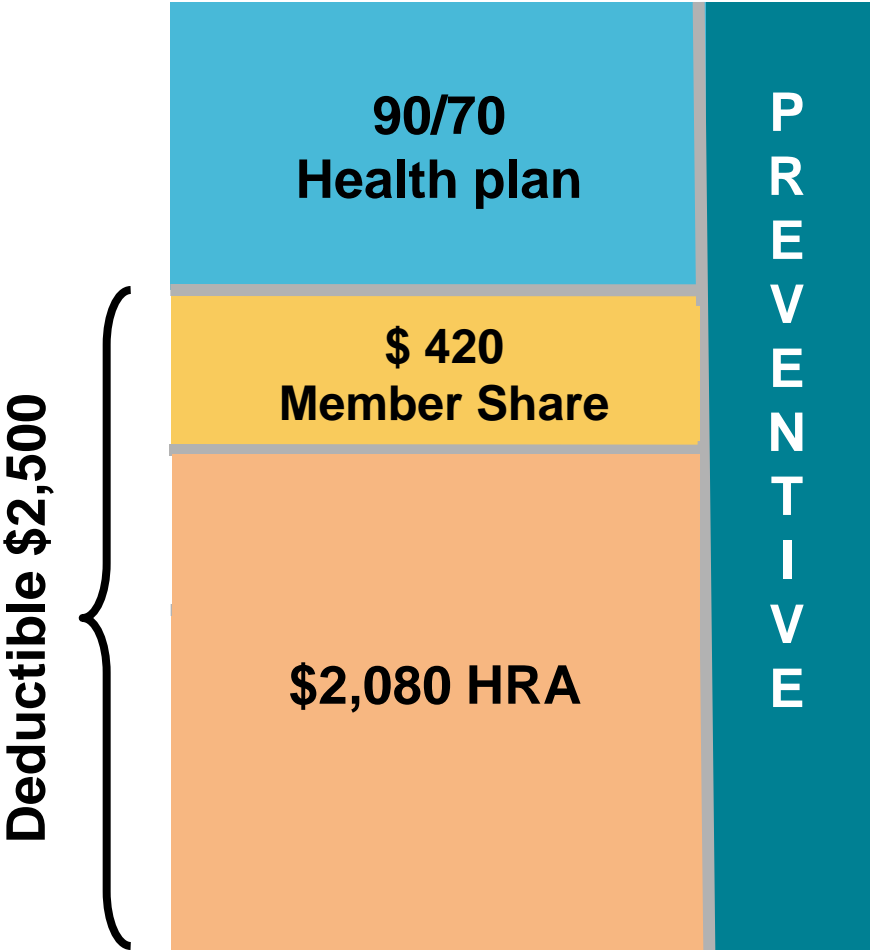 90/70
Health plan
$ 420
Member Share
$2,080 HRA
Deductible $2,500
P
R
E
V
E
N
T
I
V
E